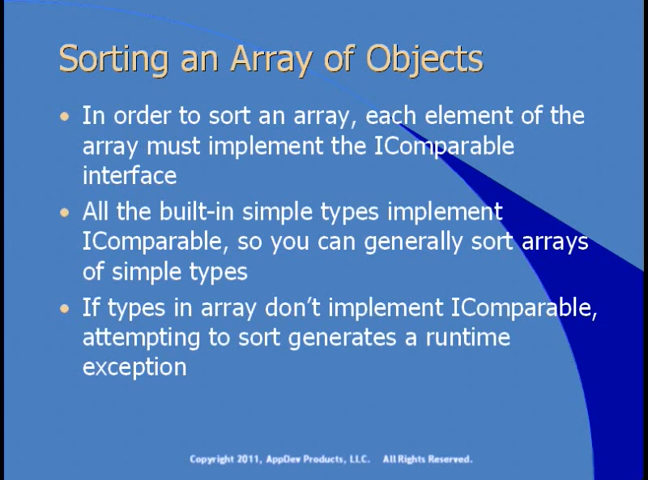 Sorting an Array of Objects
• In order to sort an array, each element of the
array must implement the IComparable
interface
• All the built-in simple types implement
IComparable, so you can generally sort arrays
of simple types
• If types in array don't implement IComparable,
attempting to sort generates a runtime
exception
Copyright 2011, AppDev Products, LLC. All Rights Reserved.